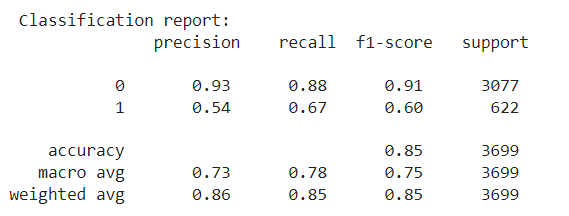 Classification report:
precision recall f1-score support
0 0.93 0.88 0.91 3077
1 0.54 0.67 0.60 622
accuracy 0.85 3699
macro avg 0.73 0.78 0.75 3699
weighted avg 0.86 0.85 0.85 3699